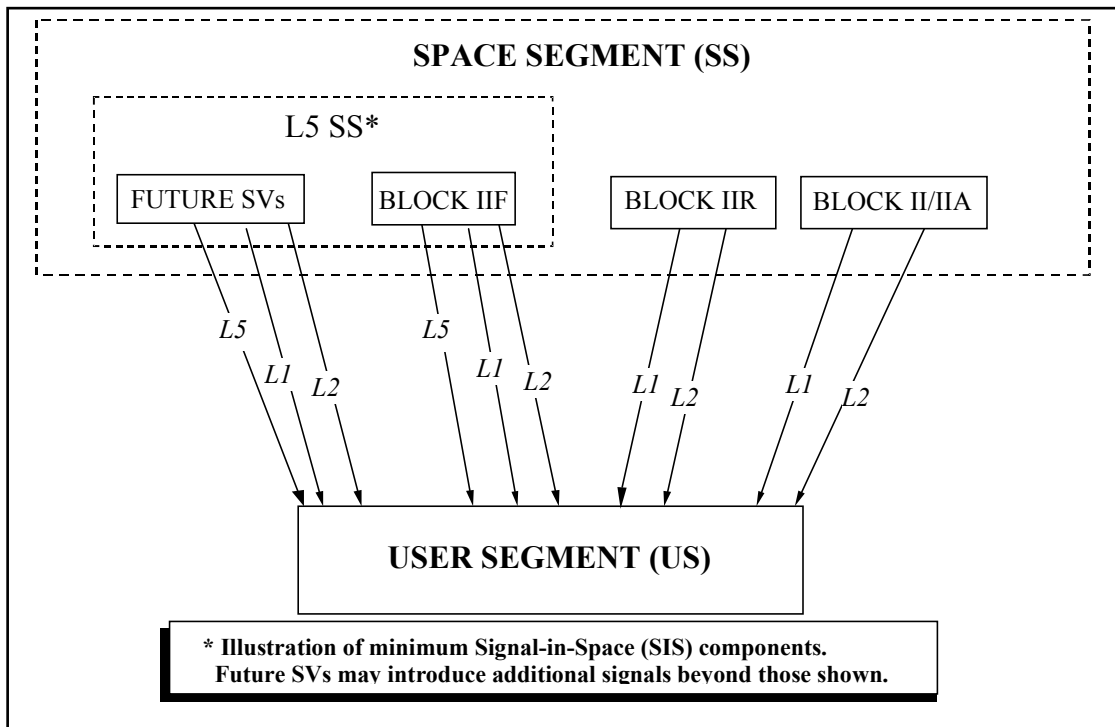 SPACE SEGMENT (SS)
L5 SS*
FUTURE SVs
BLOCK IIF
BLOCK IIR
BLOCK II/IIA
L5
L1
L2
L5
L1
L2
L1
L2
L1
L2
USER SEGMENT (US)
* Illustration of minimum Signal-in-Space (SIS) components.
Future SVs may introduce additional signals beyond those shown.